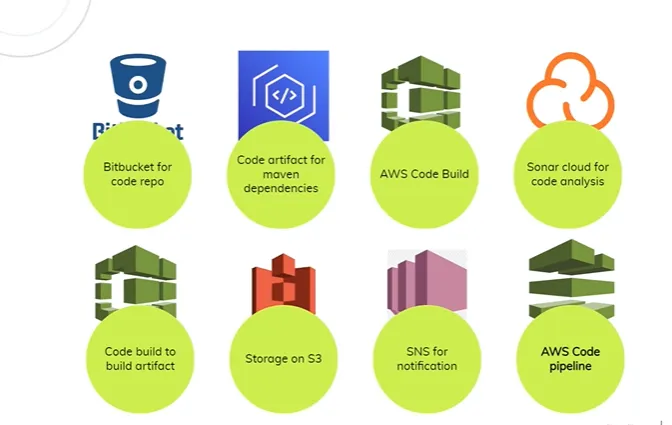 Bitbucket for
code repo
Code artifact for
maven
dependencies
AWS Code Build
Sonar cloud for
code analysis
Code build to
build artifact
Storage on S3
SNS for
notification
AWS Code
pipeline